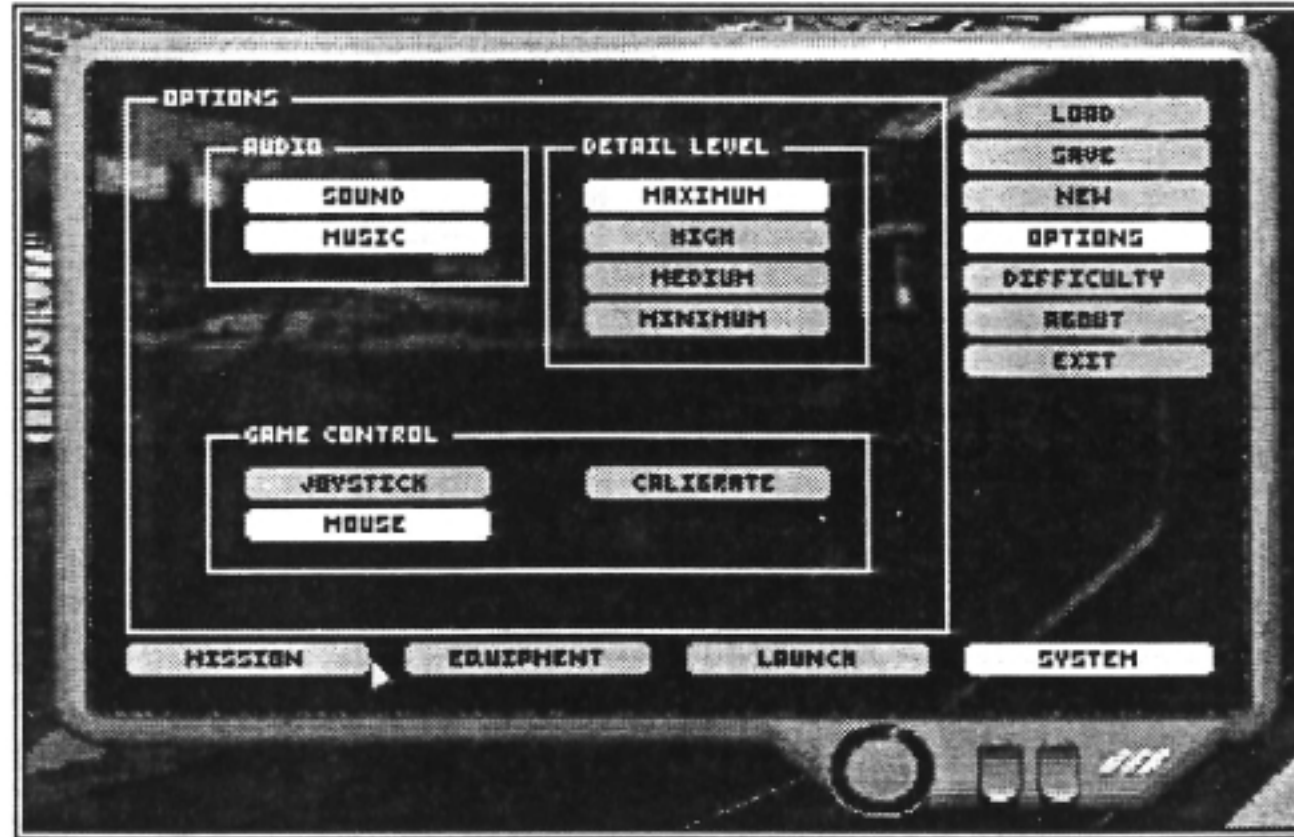 OPTIONS
AUDIO
SOUND
MUSIC
DETAIL LEVEL
MAXIMUM
HIGH
MEDIUM
MINIMUM
GAME CONTROL
JOYSTICK
MOUSE
CALIBRATE
LOAD
SAVE
NEW
OPTIONS
DIFFICULTY
ABOUT
EXIT
MISSION
EQUIPMENT
LAUNCH
SYSTEM